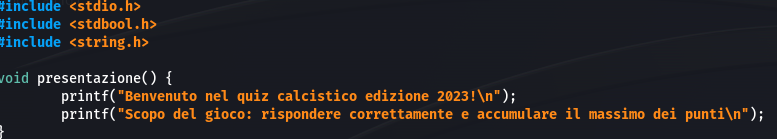 #include <stdio.h>
#include <stdbool.h>
#include <string.h>
void presentazione() {
printf("Benvenuto nel quiz calcistico edizione 2023!\n");
printf("Scopo del gioco: rispondere correttamente e accumulare il massimo dei punti\n");
}